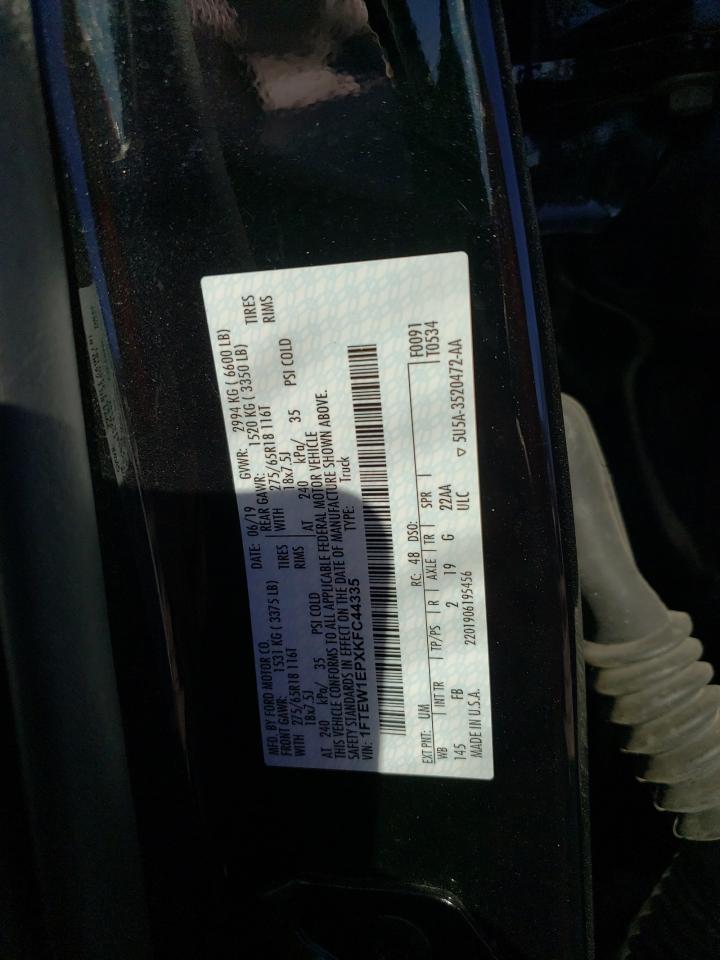 MFD. BY FORD MOTOR CO.
DATE: 06/19
GVWR: 2994 KG ( 6600 LB)
FRONT GAWR: 1531 KG ( 3375 LB)
REAR GAWR: 1520 KG ( 3350 LB)
WITH 275/65R18 116T TIRES
WITH 275/65R18 116T TIRES
18x7.5J RIMS
18x7.5J RIMS
AT 240 kPa/ 35 PSI COLD
AT 240 kPa/ 35 PSI COLD
THIS VEHICLE CONFORMS TO ALL APPLICABLE FEDERAL MOTOR VEHICLE
SAFETY STANDARDS IN EFFECT ON THE DATE OF MANUFACTURE SHOWN ABOVE.
VIN: 1FTEW1EPXKFC44335
TYPE: Truck
F0091
T0534
EXT PNT: UM RC: 48 DSO:
WB INT TR TP/PS R AXLE TR SPR
145 FB 2 19 G 22AA
MADE IN U.S.A. 2201906195456 ULC
▽ 5U5A-3520472-AA